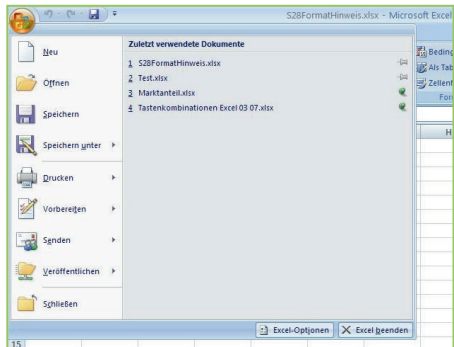 S28FormatHinweis.xlsx - Microsoft Excel
Neu
Öffnen
Speichern
Speichern unter
Drucken
Vorbereiten
Senden
Veröffentlichen
Schließen
Zuletzt verwendete Dokumente
1 S28FormatHinweis.xlsx
2 Test.xlsx
3 Marktanteil.xlsx
4 Tastenkombinationen Excel 03 07.xlsx
Beding
Als Tab
Zellenf
For
H
Excel-Optionen
Excel beenden
15